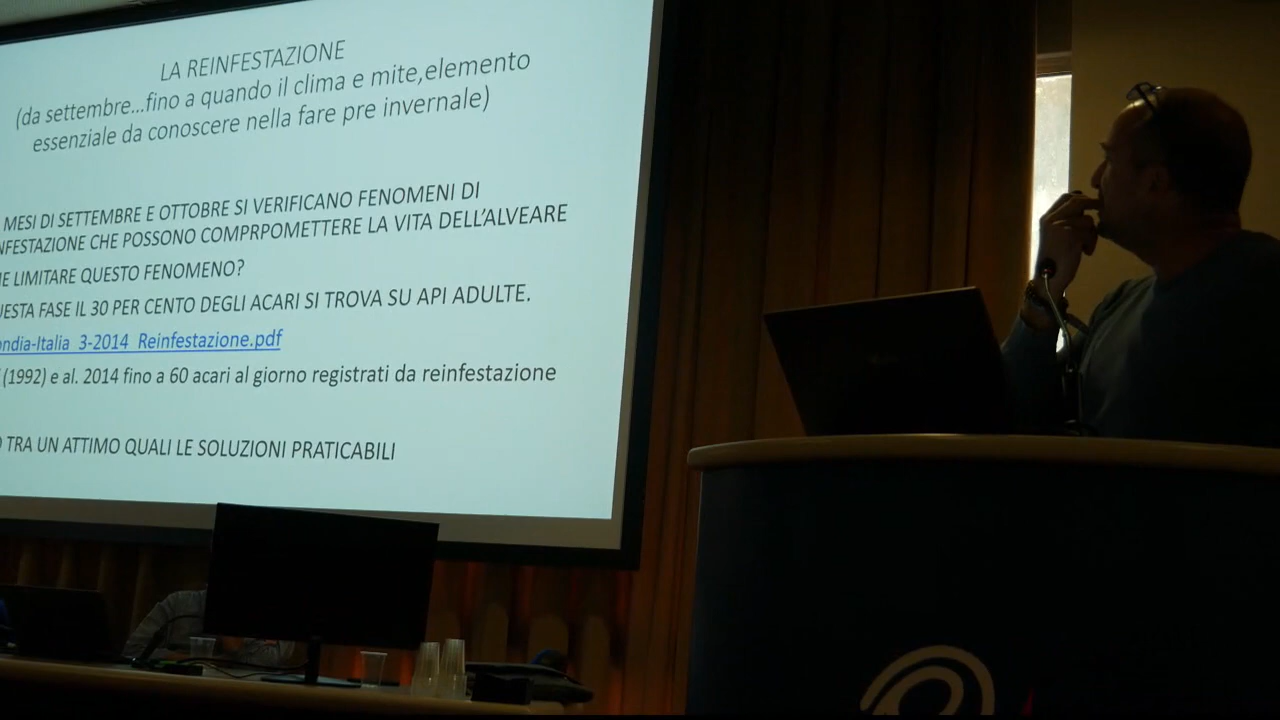 LA REINFESTAZIONE
(da settembre...fino a quando il clima e mite,elemento
essenziale da conoscere nella fare pre invernale)
MESI DI SETTEMBRE E OTTOBRE SI VERIFICANO FENOMENI DI
NFESTAZIONE CHE POSSONO COMPRPOMETTERE LA VITA DELL'ALVEARE
LIMITARE QUESTO FENOMENO?
UESTA FASE IL 30 PER CENTO DEGLI ACARI SI TROVA SU API ADULTE.
ondia-Italia_3-2014_Reinfestazione.pdf
(1992) e al. 2014 fino a 60 acari al giorno registrati da reinfestazione
TRA UN ATTIMO QUALI LE SOLUZIONI PRATICABILI